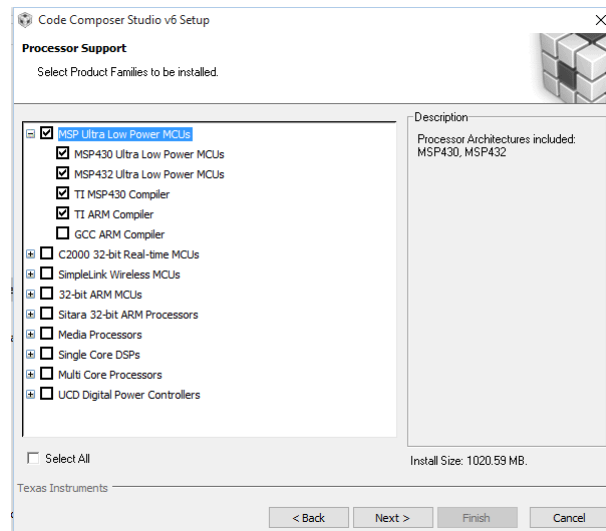 Code Composer Studio v6 Setup
Processor Support
Select Product Families to be installed.
MSP Ultra Low Power MCUs
MSP430 Ultra Low Power MCUs
MSP432 Ultra Low Power MCUs
TI MSP430 Compiler
TI ARM Compiler
GCC ARM Compiler
C2000 32-bit Real-time MCUs
SimpleLink Wireless MCUs
32-bit ARM MCUs
Sitara 32-bit ARM Processors
Media Processors
Single Core DSPs
Multi Core Processors
UCD Digital Power Controllers
Description
Processor Architectures included:
MSP430, MSP432
Select All
Install Size: 1020.59 MB.
Texas Instruments
< Back
Next >
Finish
Cancel